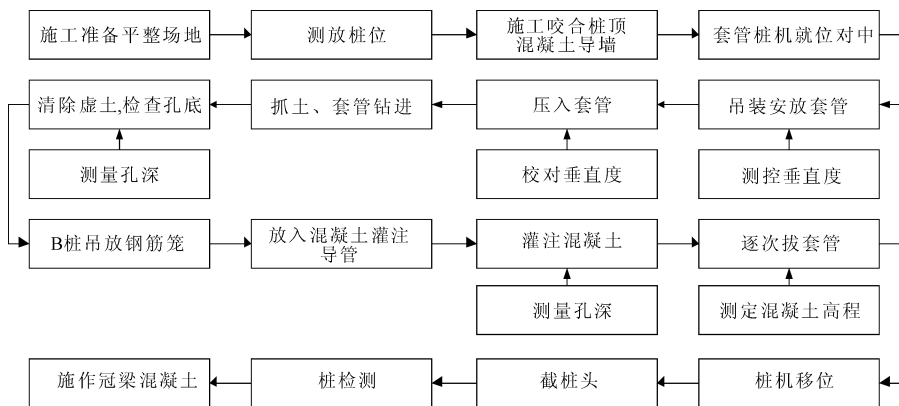 施工准备平整场地
测放桩位
施工咬合桩顶
混凝土导墙
套管桩机就位对中
清除虚土,检查孔底
抓土、套管钻进
压入套管
吊装安放套管
测量孔深
校对垂直度
测控垂直度
B桩吊放钢筋笼
放入混凝土灌注
导管
灌注混凝土
逐次拔套管
测量孔深
测定混凝土高程
施作冠梁混凝土
桩检测
截桩头
桩机移位